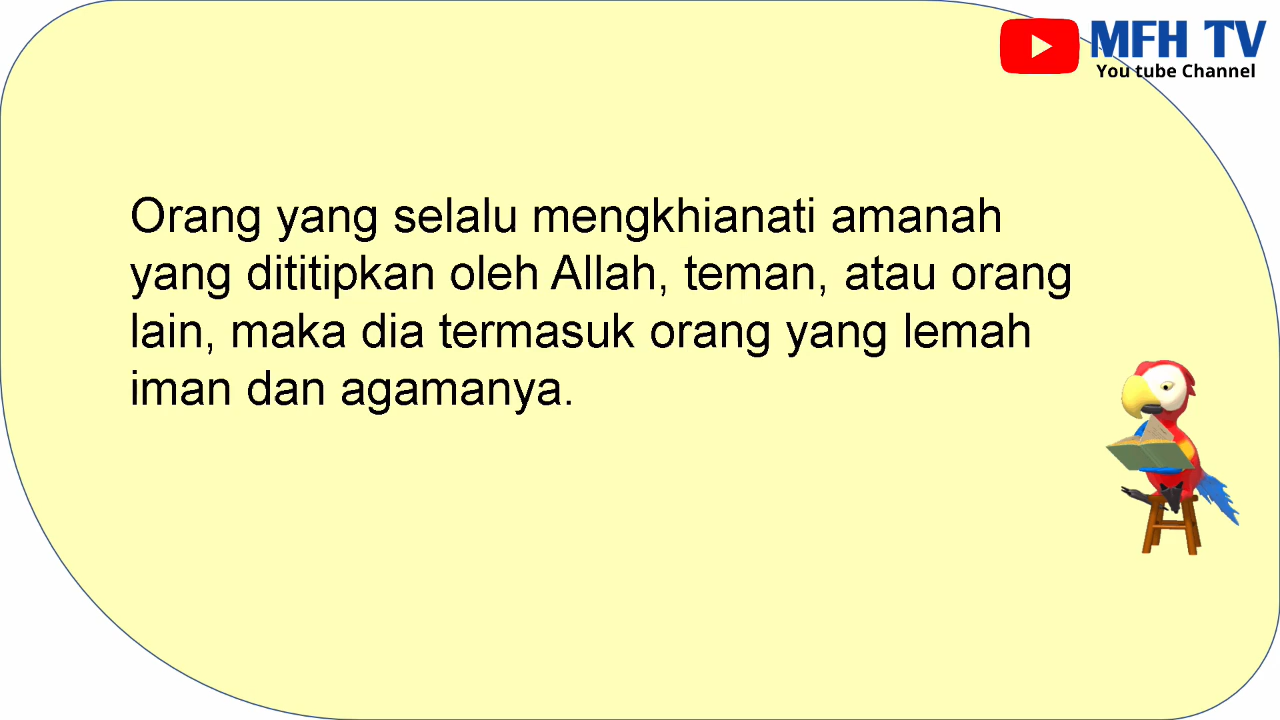 MFH TV
You tube Channel
Orang yang selalu mengkhianati amanah
yang dititipkan oleh Allah, teman, atau orang
lain, maka dia termasuk orang yang lemah
iman dan agamanya.